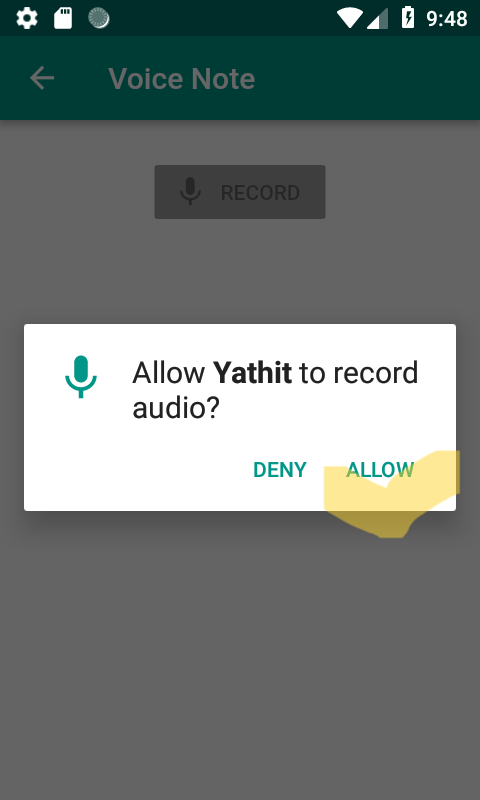 9:48
Voice Note
RECORD
Allow Yathit to record
audio?
DENY ALLOW